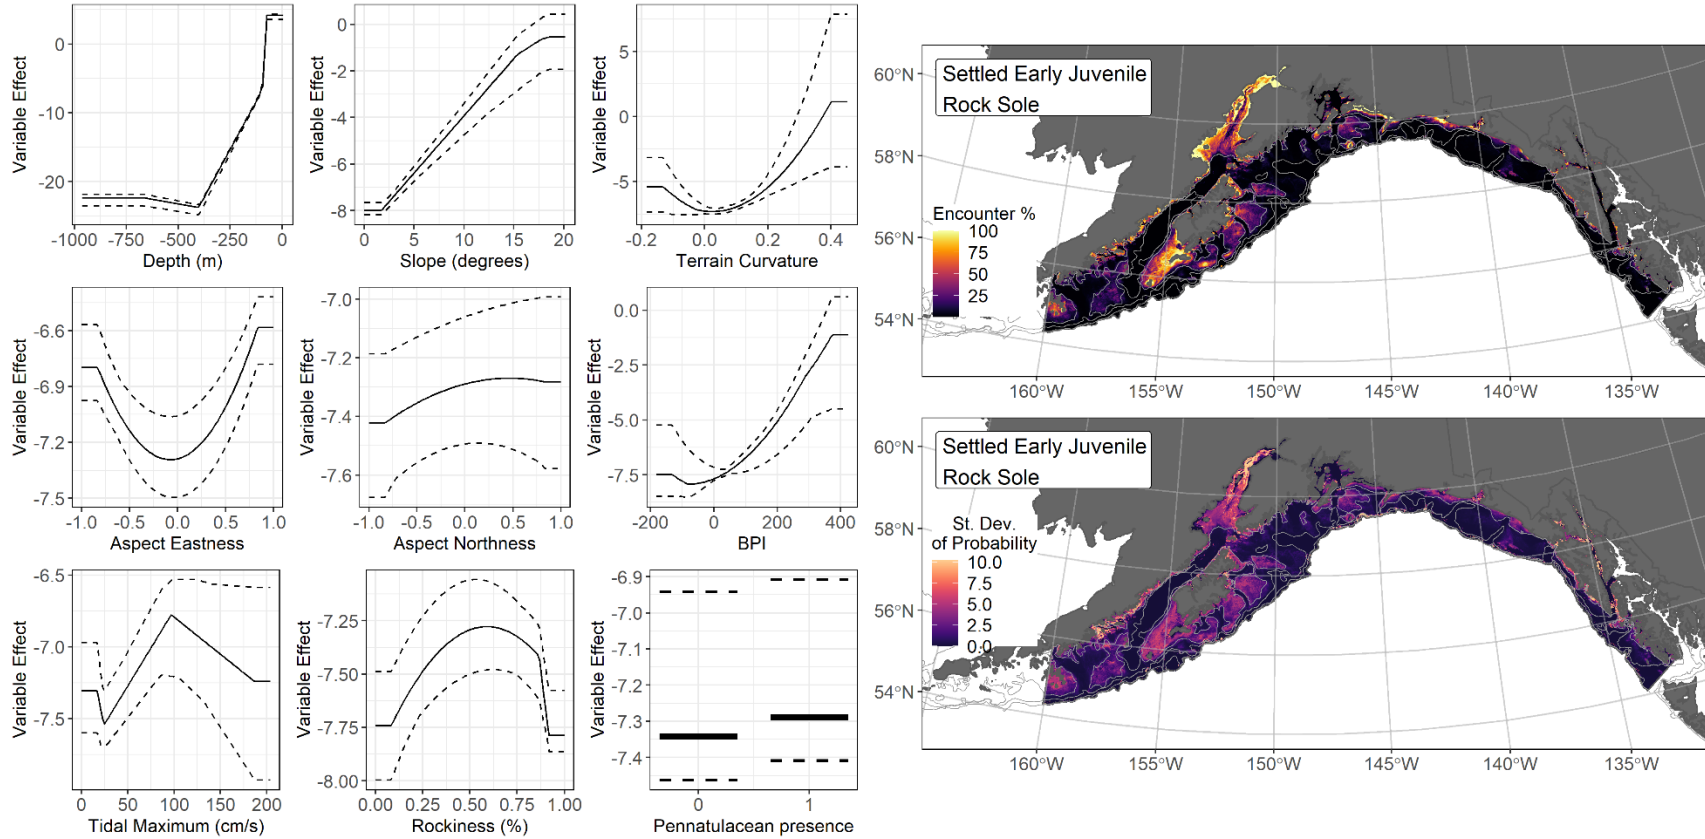 Variable Effect
0
-10
-20
-1000
-750
-500
-250
0
Depth (m)
Variable Effect
0
-2
-4
-6
-8
0
5
10
15
20
Slope (degrees)
Variable Effect
5
0
-5
-0.2
0.0
0.2
0.4
Terrain Curvature
Variable Effect
-6.6
-6.9
-7.2
-7.5
-1.0
-0.5
0.0
0.5
1.0
Aspect Eastness
Variable Effect
-7.0
-7.2
-7.4
-7.6
-1.0
-0.5
0.0
0.5
1.0
Aspect Northness
Variable Effect
0.0
-2.5
-5.0
-7.5
-200
0
200
400
BPI
Variable Effect
-6.5
-7.0
-7.5
0
50
100
150
200
Tidal Maximum (cm/s)
Variable Effect
-7.25
-7.50
-7.75
-8.00
0.00
0.25
0.50
0.75
1.00
Rockiness (%)
Variable Effect
-6.9
-7.0
-7.1
-7.2
-7.3
-7.4
0
1
Pennatulacean presence
Settled Early Juvenile
Rock Sole
Encounter %
100
75
50
25
60°N
58°N
56°N
54°N
160°W
155°W
150°W
145°W
140°W
135°W
Settled Early Juvenile
Rock Sole
St. Dev.
of Probability
10.0
7.5
5.0
2.5
0.0
60°N
58°N
56°N
54°N
160°W
155°W
150°W
145°W
140°W
135°W